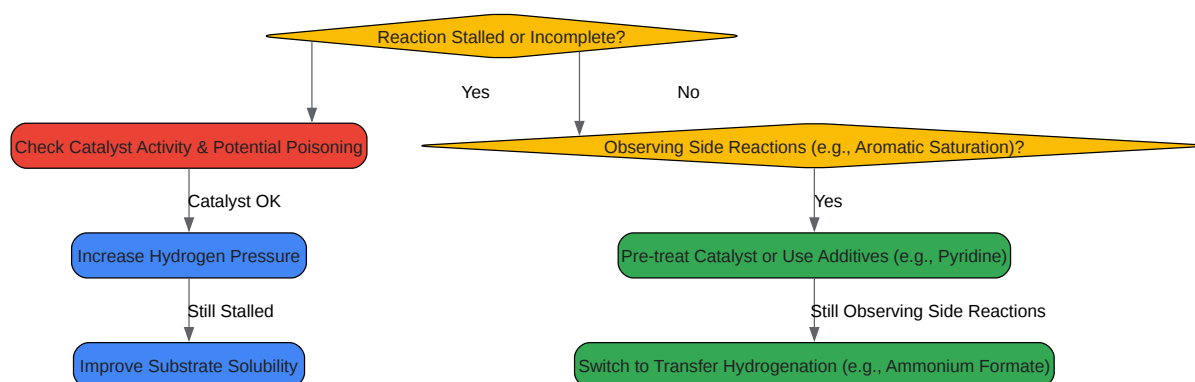 Reaction Stalled or Incomplete?
Yes
No
Check Catalyst Activity & Potential Poisoning
Observing Side Reactions (e.g., Aromatic Saturation)?
Catalyst OK
Yes
Increase Hydrogen Pressure
Pre-treat Catalyst or Use Additives (e.g., Pyridine)
Still Stalled
Still Observing Side Reactions
Improve Substrate Solubility
Switch to Transfer Hydrogenation (e.g., Ammonium Formate)